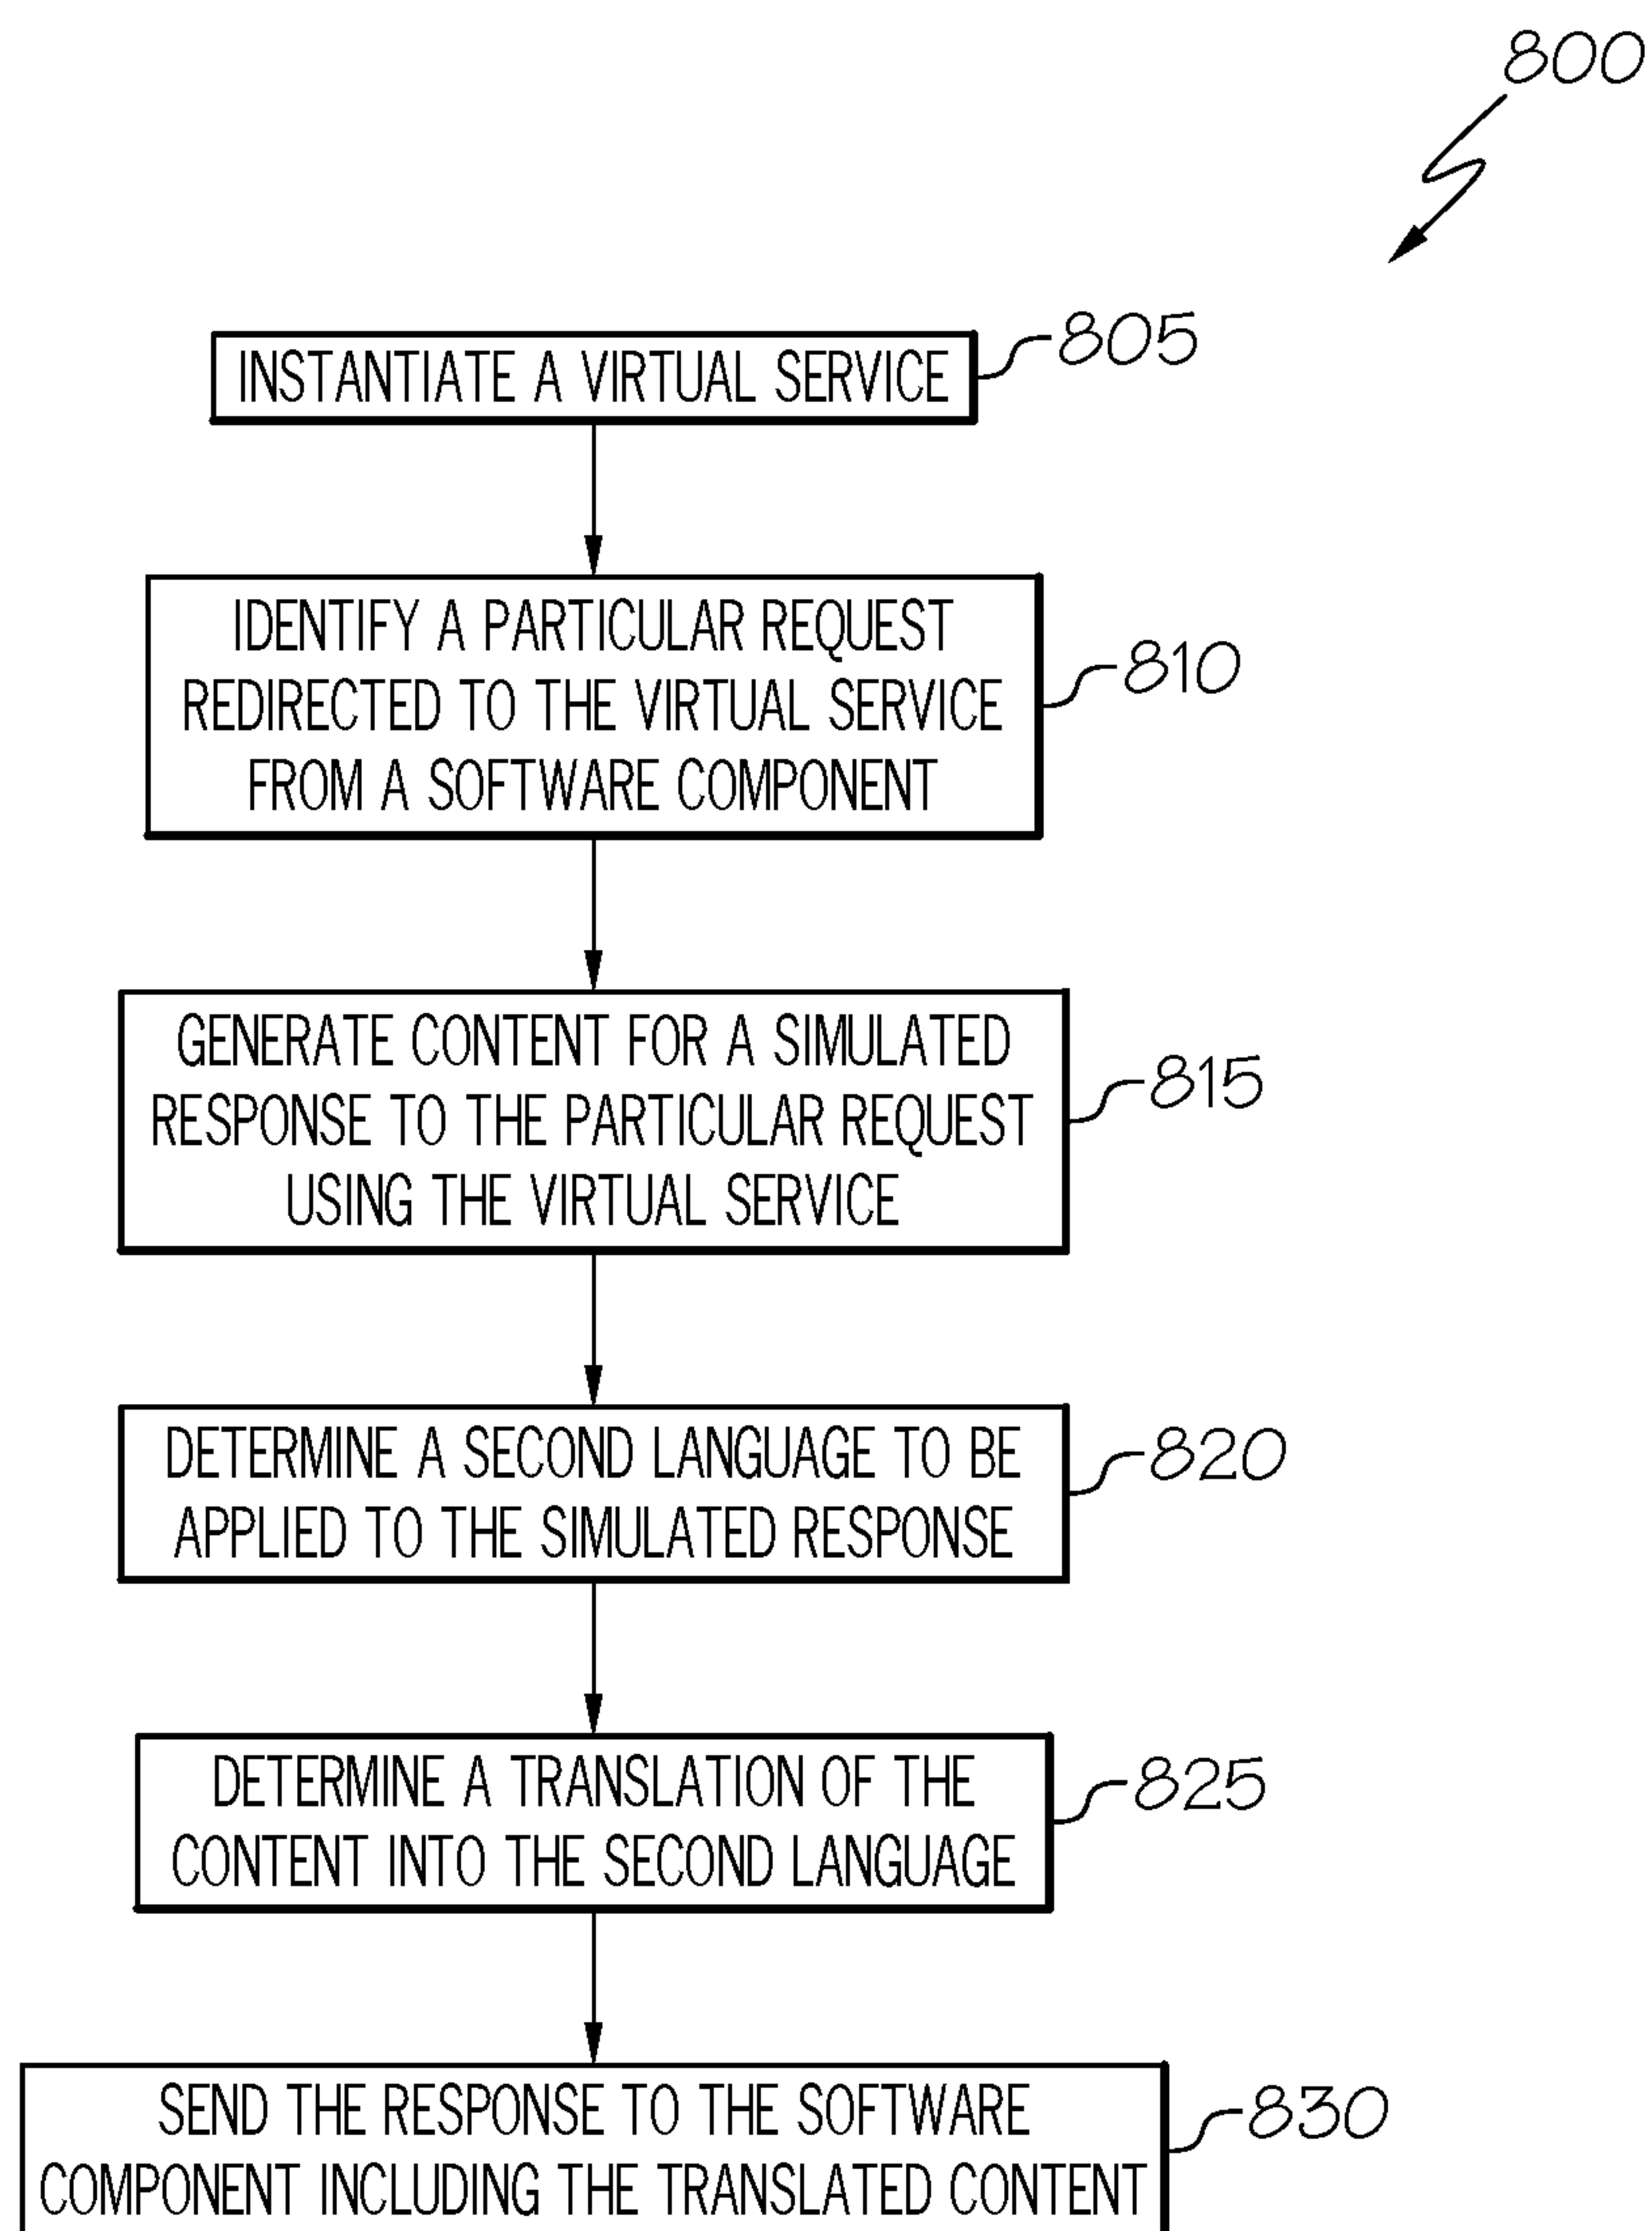 800
INSTANTIATE A VIRTUAL SERVICE
805
IDENTIFY A PARTICULAR REQUEST
REDIRECTED TO THE VIRTUAL SERVICE
FROM A SOFTWARE COMPONENT
810
GENERATE CONTENT FOR A SIMULATED
RESPONSE TO THE PARTICULAR REQUEST
USING THE VIRTUAL SERVICE
815
DETERMINE A SECOND LANGUAGE TO BE
APPLIED TO THE SIMULATED RESPONSE
820
DETERMINE A TRANSLATION OF THE
CONTENT INTO THE SECOND LANGUAGE
825
SEND THE RESPONSE TO THE SOFTWARE
COMPONENT INCLUDING THE TRANSLATED CONTENT
830